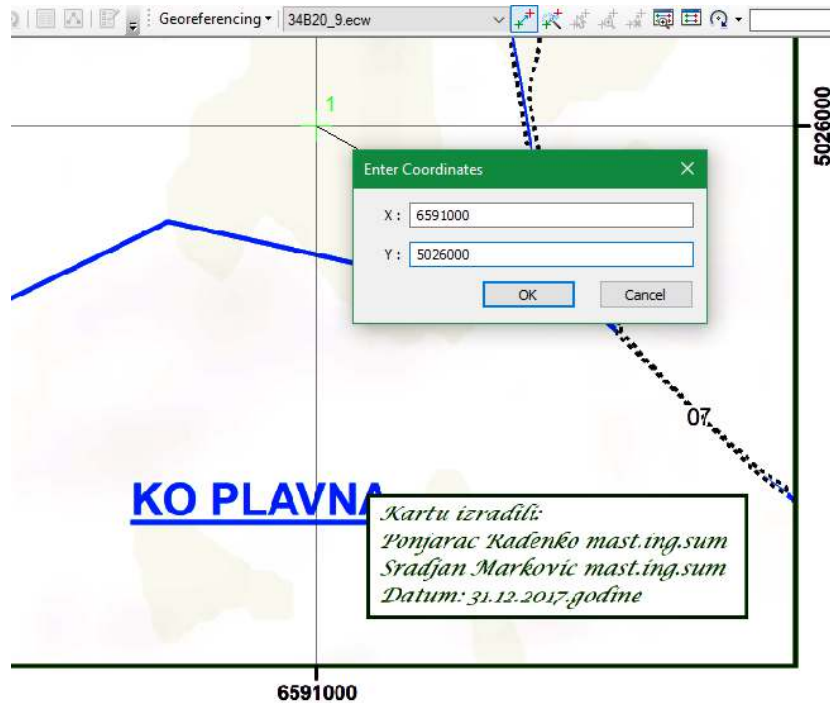 Georeferencing
34B20_9.ecw
1
5026000
Enter Coordinates
X :
6591000
Y :
5026000
OK
Cancel
07
KO PLAVNA
Kartu izradili:
Ponjarac Radenko mast.ing.sum
Sradjan Markovic mast.ing.sum
Datum: 31.12.2017.godine
6591000